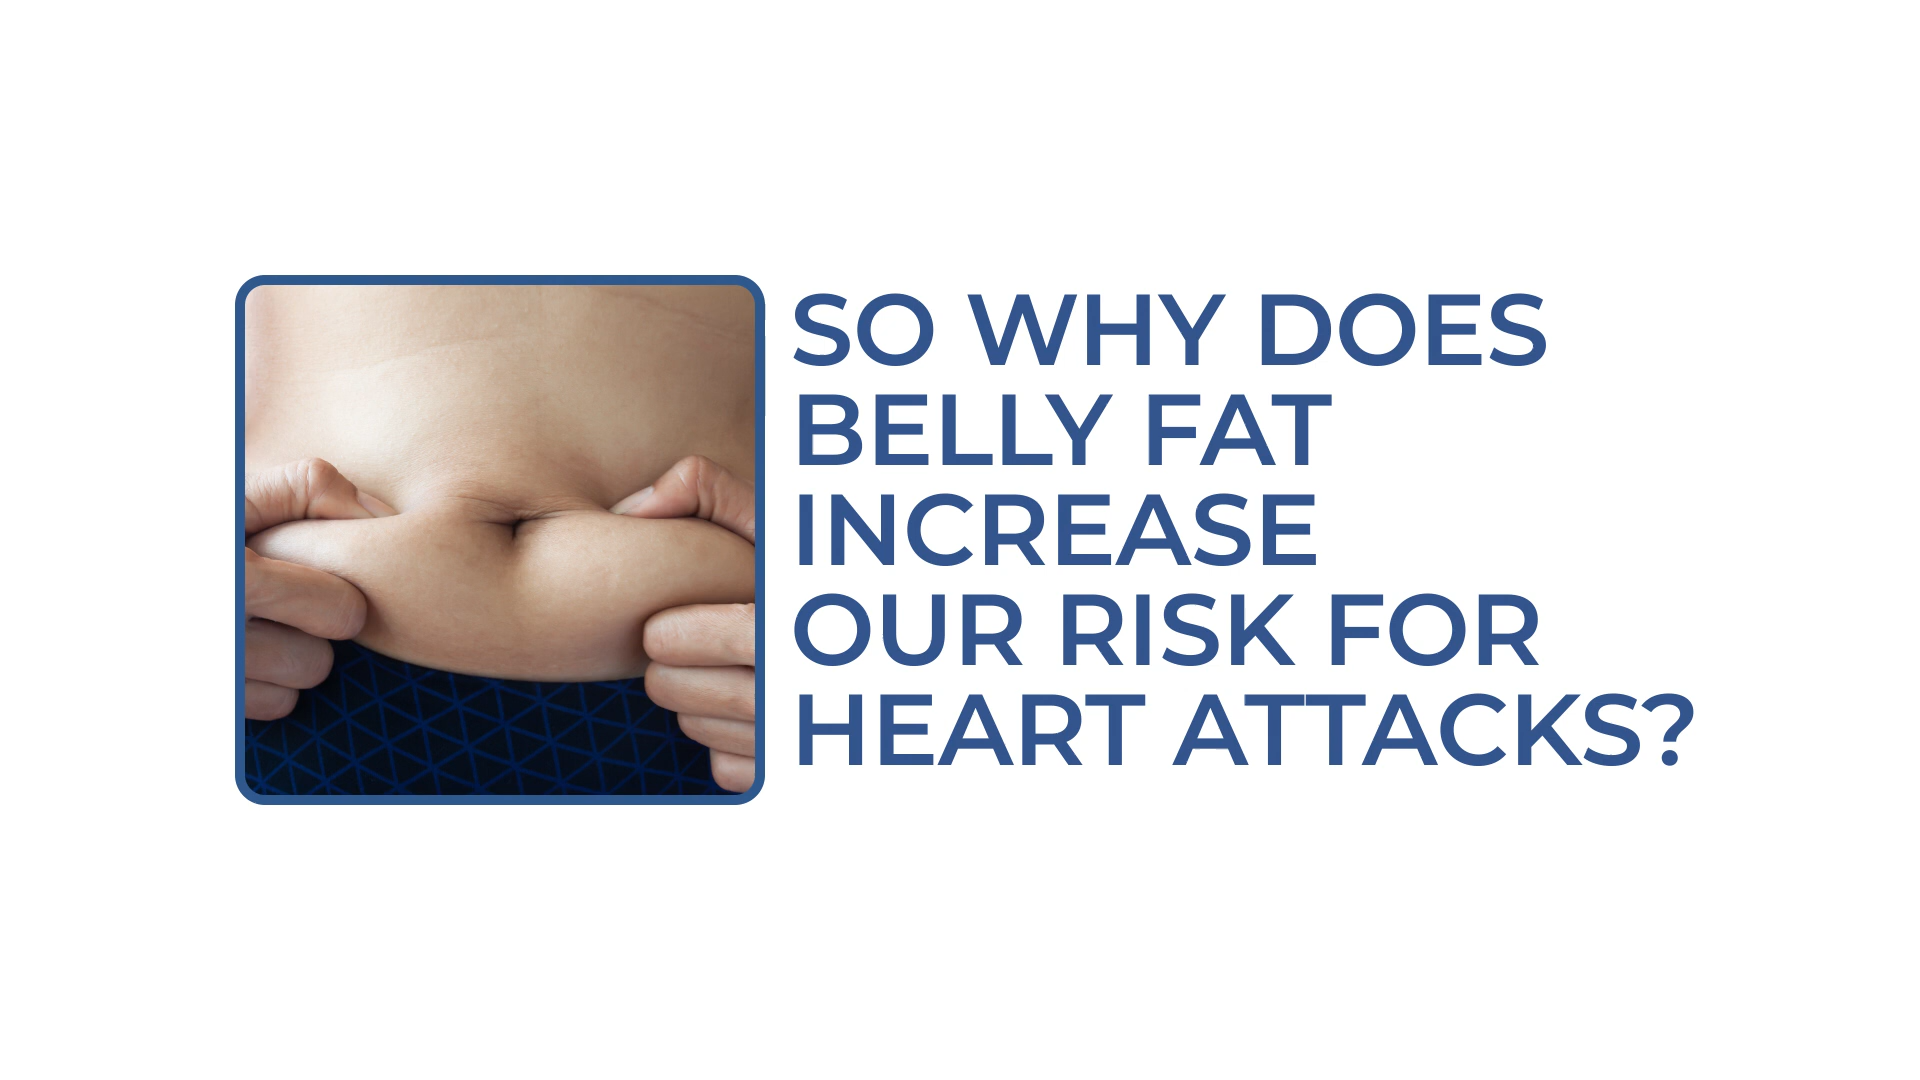 SO WHY DOES
BELLY FAT
INCREASE
OUR RISK FOR
HEART ATTACKS?